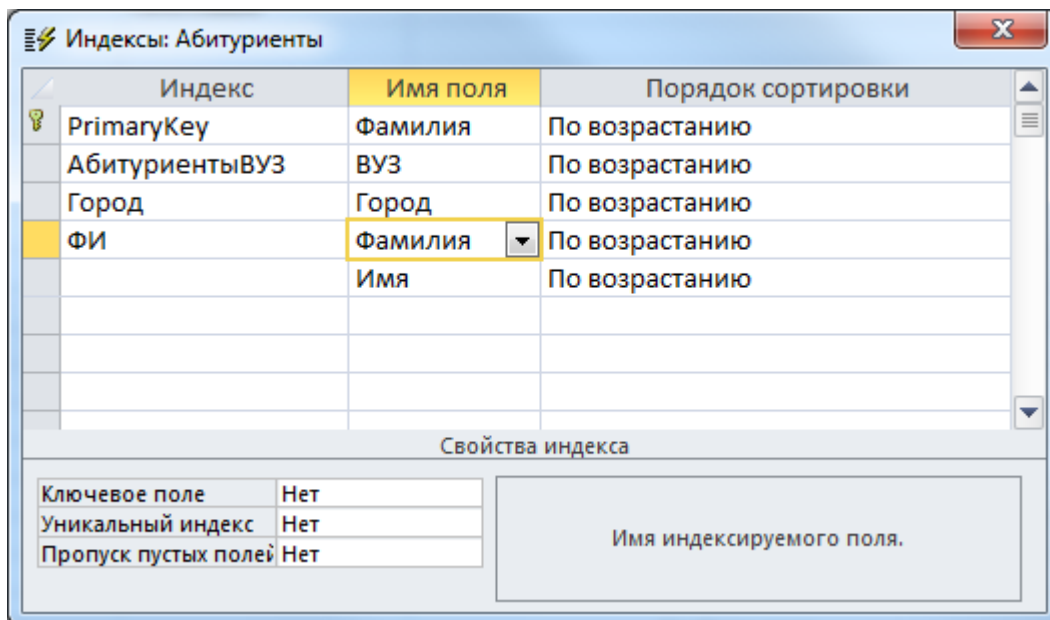 Индексы: Абитуриенты
Индекс Имя поля Порядок сортировки
PrimaryKey Фамилия По возрастанию
АбитуриентыВУЗ ВУЗ По возрастанию
Город Город По возрастанию
ФИ Фамилия По возрастанию
Имя По возрастанию
Свойства индекса
Ключевое поле Нет
Уникальный индекс Нет
Пропуск пустых полей Нет
Имя индексируемого поля.